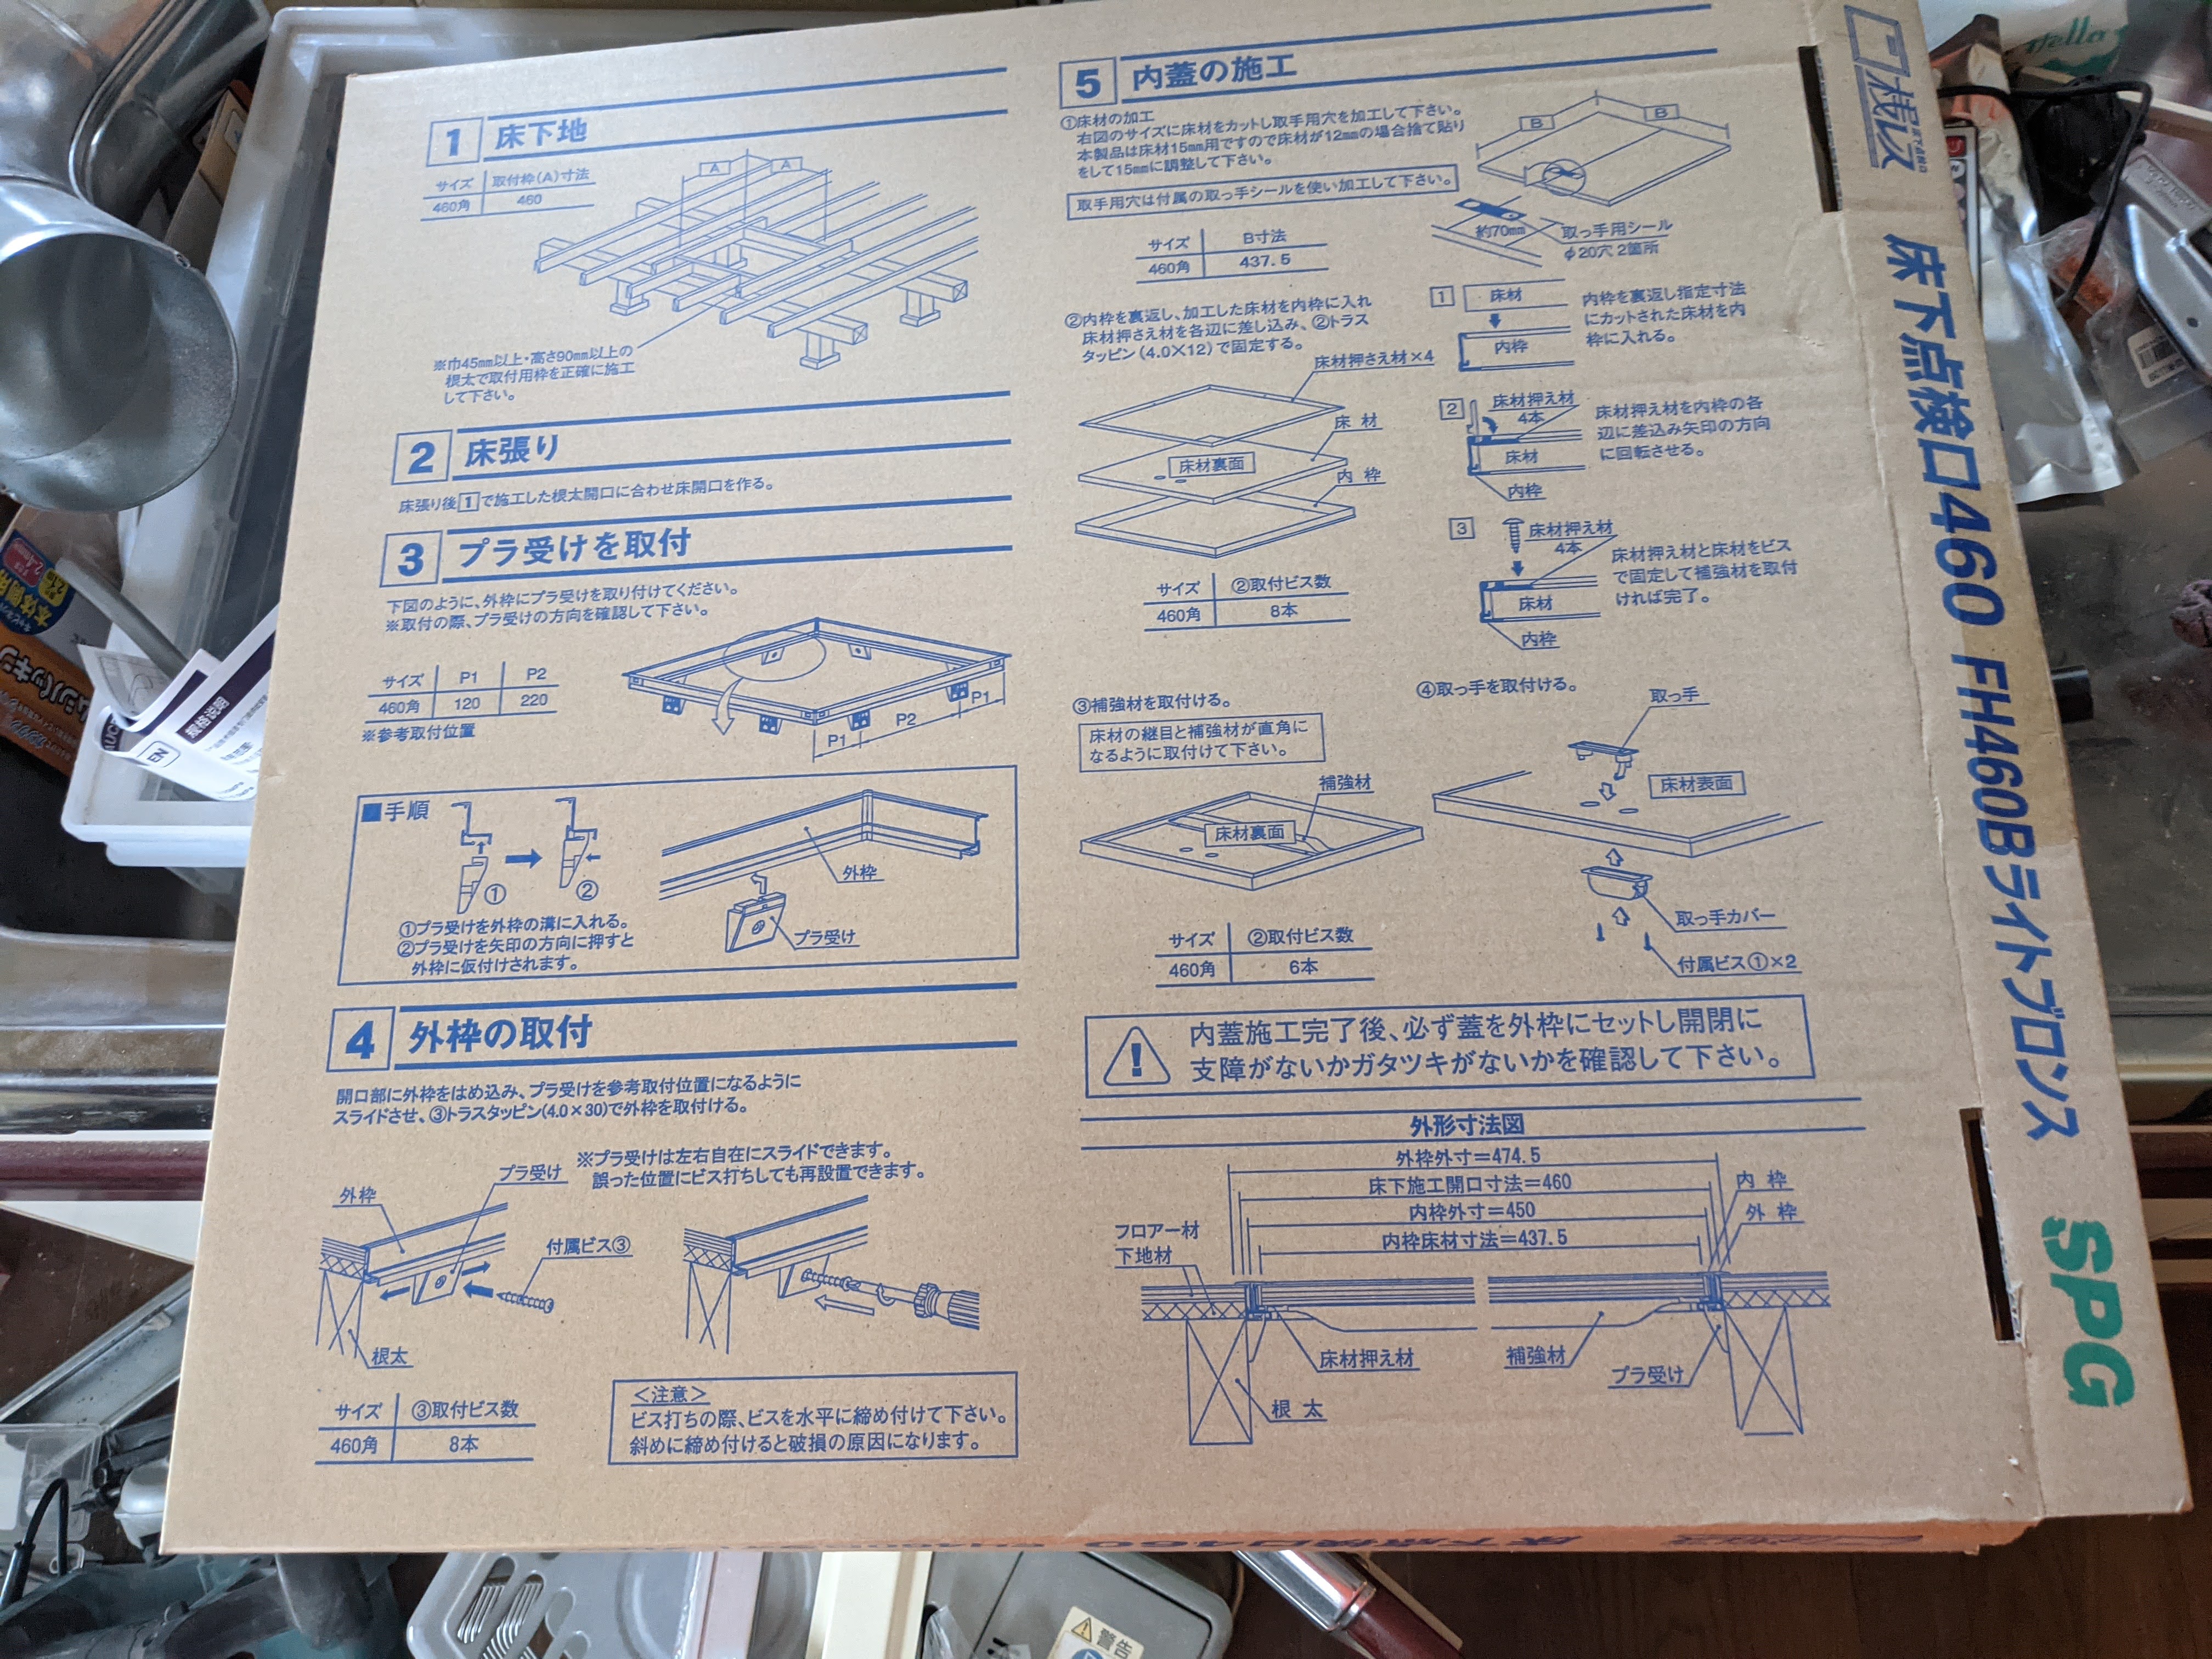 1 床下地
サイズ 取付枠(A)寸法
460角 460
A A
※巾45mm以上・高さ90mm以上の
根太で取付用枠を正確に施工
して下さい。
2 床張り
床張り後1で施工した根太開口に合わせ床開口を作る。
3 プラ受けを取付
下図のように、外枠にプラ受けを取り付けてください。
※取付の際、プラ受けの方向を確認して下さい。
サイズ P1 P2
460角 120 220
※参考取付位置
P1
P2
P1
■手順
① ②
①プラ受けを外枠の溝に入れる。
②プラ受けを矢印の方向に押すと
外枠に仮付けされます。
外枠
プラ受け
4 外枠の取付
開口部に外枠をはめ込み、プラ受けを参考取付位置になるように
スライドさせ、③トラスタッピン(4.0×30)で外枠を取付ける。
※プラ受けは左右自在にスライドできます。
誤った位置にビス打ちしても再設置できます。
プラ受け
外枠
付属ビス③
根太
サイズ ③取付ビス数
460角 8本
＜注意＞
ビス打ちの際、ビスを水平に締め付けて下さい。
斜めに締め付けると破損の原因になります。
5 内蓋の施工
①床材の加工
右図のサイズに床材をカットし取手用穴を加工して下さい。
本製品は床材15mm用ですので床材が12mmの場合捨て貼り
をして15mmに調整して下さい。
取手用穴は付属の取っ手シールを使い加工して下さい。
B B
約70mm
取っ手用シール
φ20穴 2箇所
サイズ B寸法
460角 437.5
②内枠を裏返し、加工した床材を内枠に入れ
床材押さえ材を各辺に差し込み、②トラス
タッピン(4.0×12)で固定する。
床材押さえ材×4
床材
床材裏面
内枠
サイズ ②取付ビス数
460角 8本
1 床材
内枠
内枠を裏返し指定寸法
にカットされた床材を内
枠に入れる。
2 床材押え材
4本
床材
内枠
床材押え材を内枠の各
辺に差込み矢印の方向
に回転させる。
3 床材押え材
4本
床材
内枠
床材押え材と床材をビス
で固定して補強材を取付
ければ完了。
③補強材を取付ける。
床材の継目と補強材が直角に
なるように取付けて下さい。
補強材
床材裏面
サイズ ②取付ビス数
460角 6本
④取っ手を取付ける。
取っ手
床材表面
取っ手カバー
付属ビス①×2
内蓋施工完了後、必ず蓋を外枠にセットし開閉に
支障がないかガタツキがないかを確認して下さい。
外形寸法図
外枠外寸=474.5
床下施工開口寸法=460
内枠外寸=450
内枠床材寸法=437.5
内枠
外枠
フロアー材
下地材
床材押え材
補強材
プラ受け
根太
床下点検口460 FH460Bライトブロンズ SPG
EN
規格说明
警告